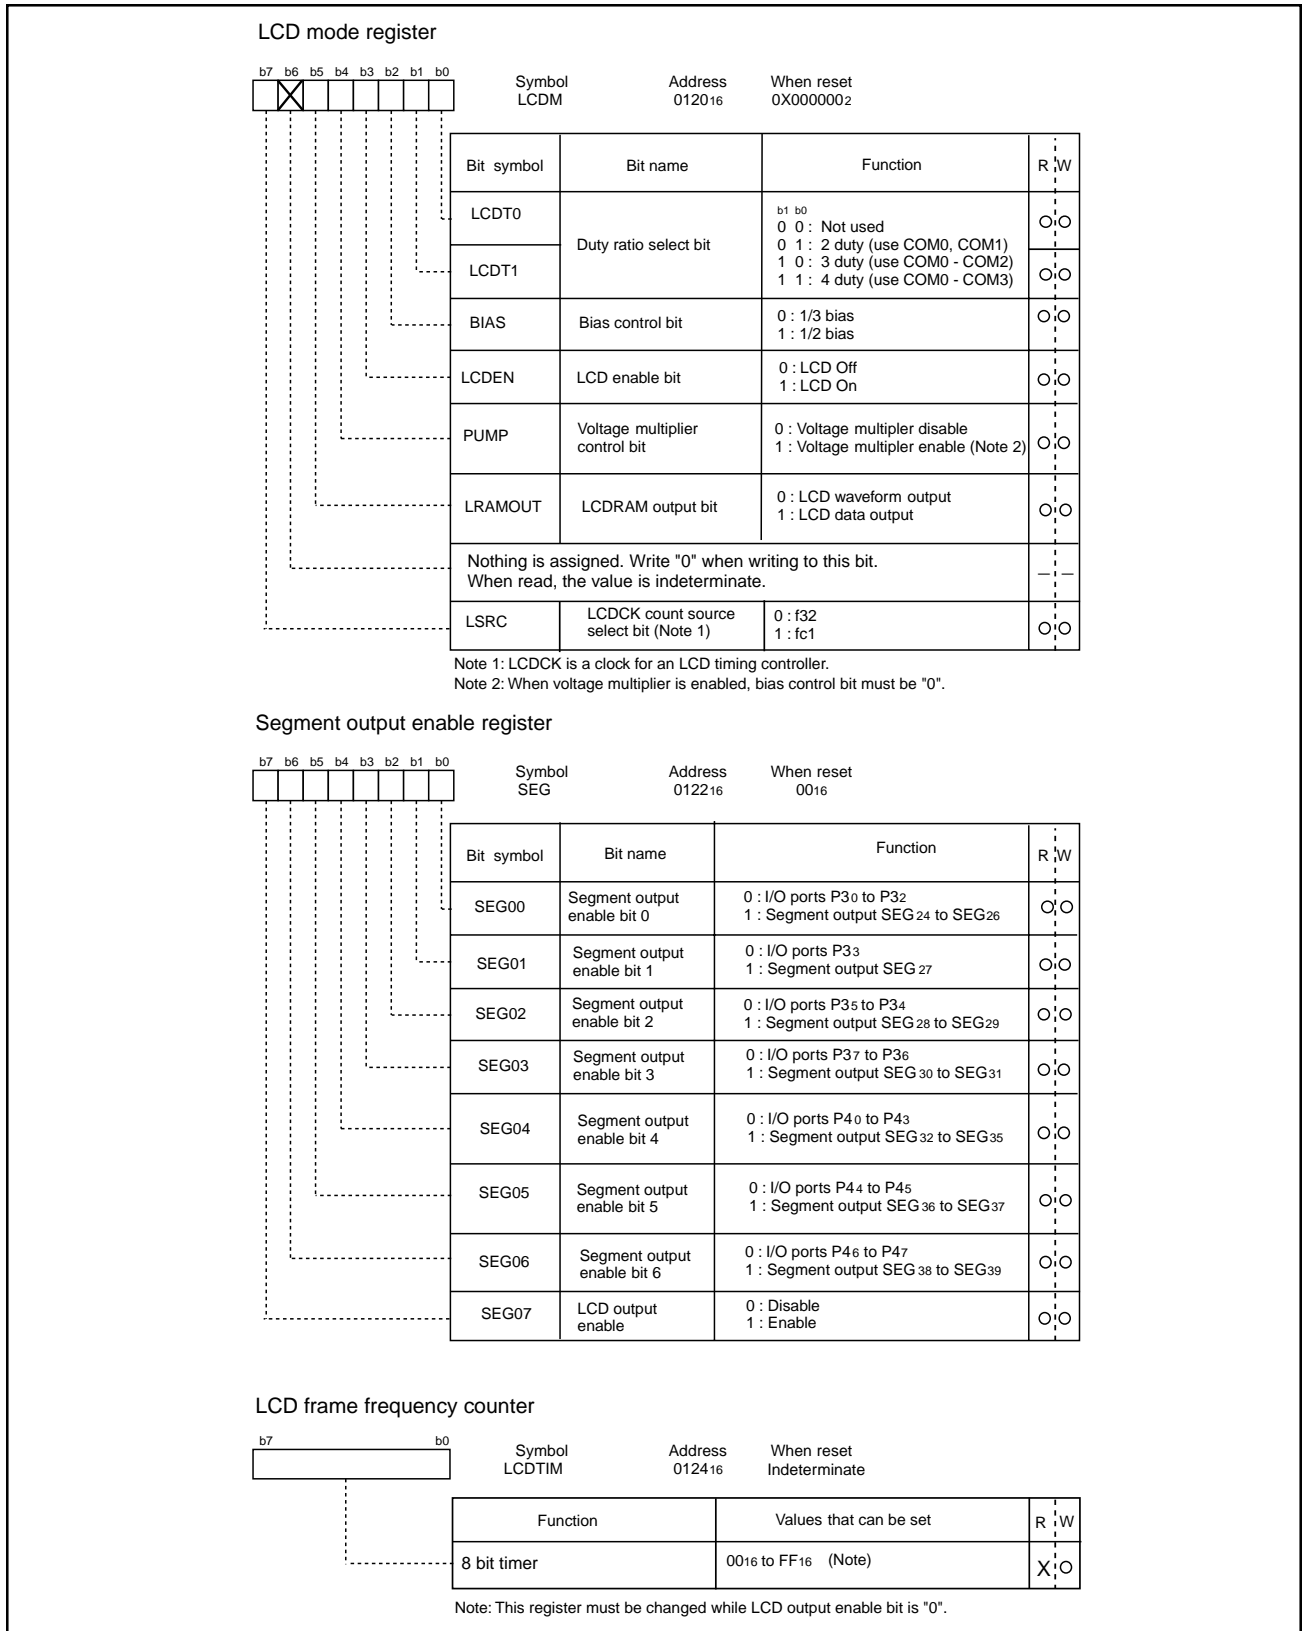 LCD mode register
b7 b6 b5 b4 b3 b2 b1 b0
Symbol Address When reset
LCDM 012016 0X0000002
Bit symbol Bit name Function R W
LCDT0
LCDT1
Duty ratio select bit
b1 b0
0 0 : Not used
0 1 : 2 duty (use COM0, COM1)
1 0 : 3 duty (use COM0 - COM2)
1 1 : 4 duty (use COM0 - COM3)
BIAS
Bias control bit
0 : 1/3 bias
1 : 1/2 bias
LCDEN
LCD enable bit
0 : LCD Off
1 : LCD On
PUMP
Voltage multiplier
control bit
0 : Voltage multipler disable
1 : Voltage multipler enable (Note 2)
LRAMOUT
LCDRAM output bit
0 : LCD waveform output
1 : LCD data output
Nothing is assigned. Write "0" when writing to this bit.
When read, the value is indeterminate.
LSRC
LCDCK count source
select bit (Note 1)
0 : f32
1 : fc1
Note 1: LCDCK is a clock for an LCD timing controller.
Note 2: When voltage multiplier is enabled, bias control bit must be "0".
Segment output enable register
b7 b6 b5 b4 b3 b2 b1 b0
Symbol Address When reset
SEG 012216 0016
Bit symbol Bit name Function R W
SEG00
Segment output
enable bit 0
0 : I/O ports P30 to P32
1 : Segment output SEG24 to SEG26
SEG01
Segment output
enable bit 1
0 : I/O ports P33
1 : Segment output SEG27
SEG02
Segment output
enable bit 2
0 : I/O ports P35 to P34
1 : Segment output SEG28 to SEG29
SEG03
Segment output
enable bit 3
0 : I/O ports P37 to P36
1 : Segment output SEG30 to SEG31
SEG04
Segment output
enable bit 4
0 : I/O ports P40 to P43
1 : Segment output SEG32 to SEG35
SEG05
Segment output
enable bit 5
0 : I/O ports P44 to P45
1 : Segment output SEG36 to SEG37
SEG06
Segment output
enable bit 6
0 : I/O ports P46 to P47
1 : Segment output SEG38 to SEG39
SEG07
LCD output
enable
0 : Disable
1 : Enable
LCD frame frequency counter
b7 b0
Symbol Address When reset
LCDTIM 012416 Indeterminate
Function Values that can be set R W
8 bit timer 0016 to FF16 (Note) X
Note: This register must be changed while LCD output enable bit is "0".